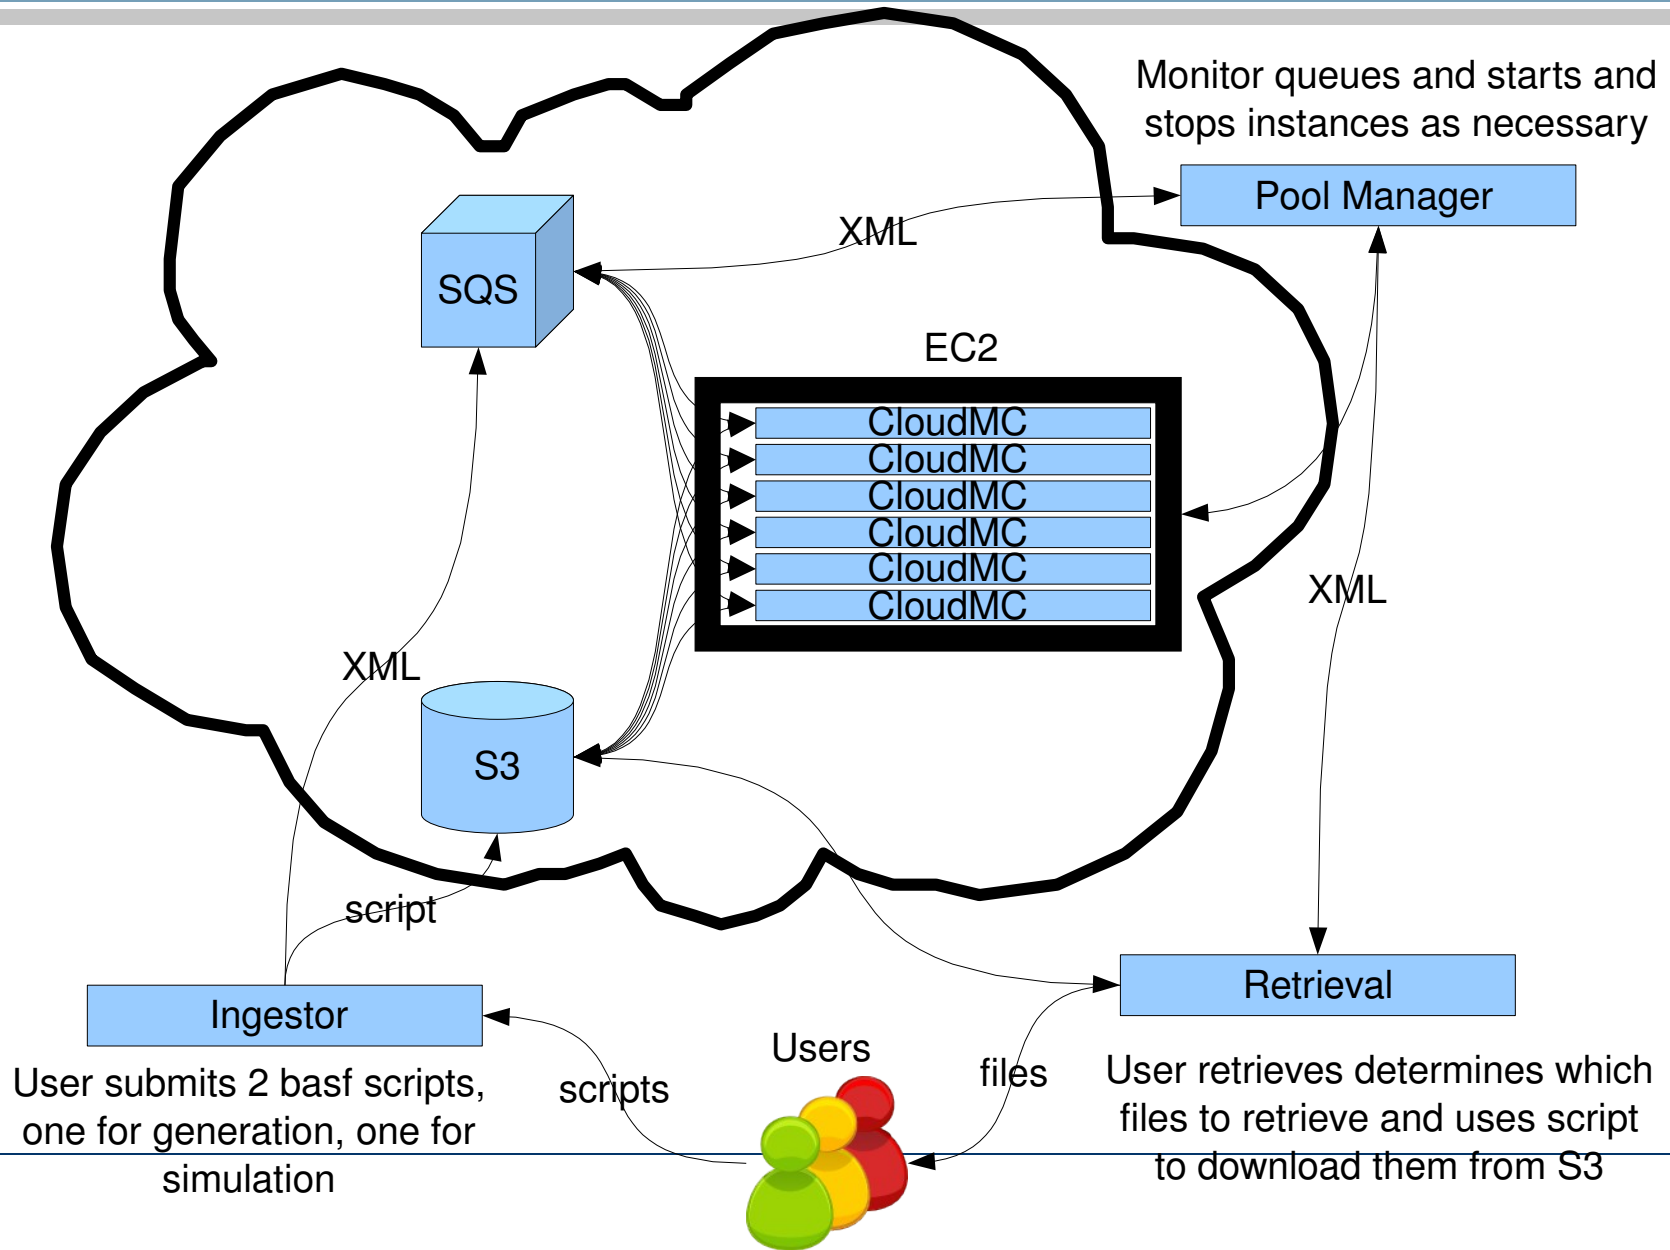 Monitor queues and starts and
stops instances as necessary
Pool Manager
XML
SQS
EC2
CloudMC
CloudMC
CloudMC
CloudMC
CloudMC
CloudMC
XML
XML
S3
script
Retrieval
Ingestor
Users
files
scripts
User submits 2 basf scripts,
one for generation, one for
simulation
User retrieves determines which
files to retrieve and uses script
to download them from S3